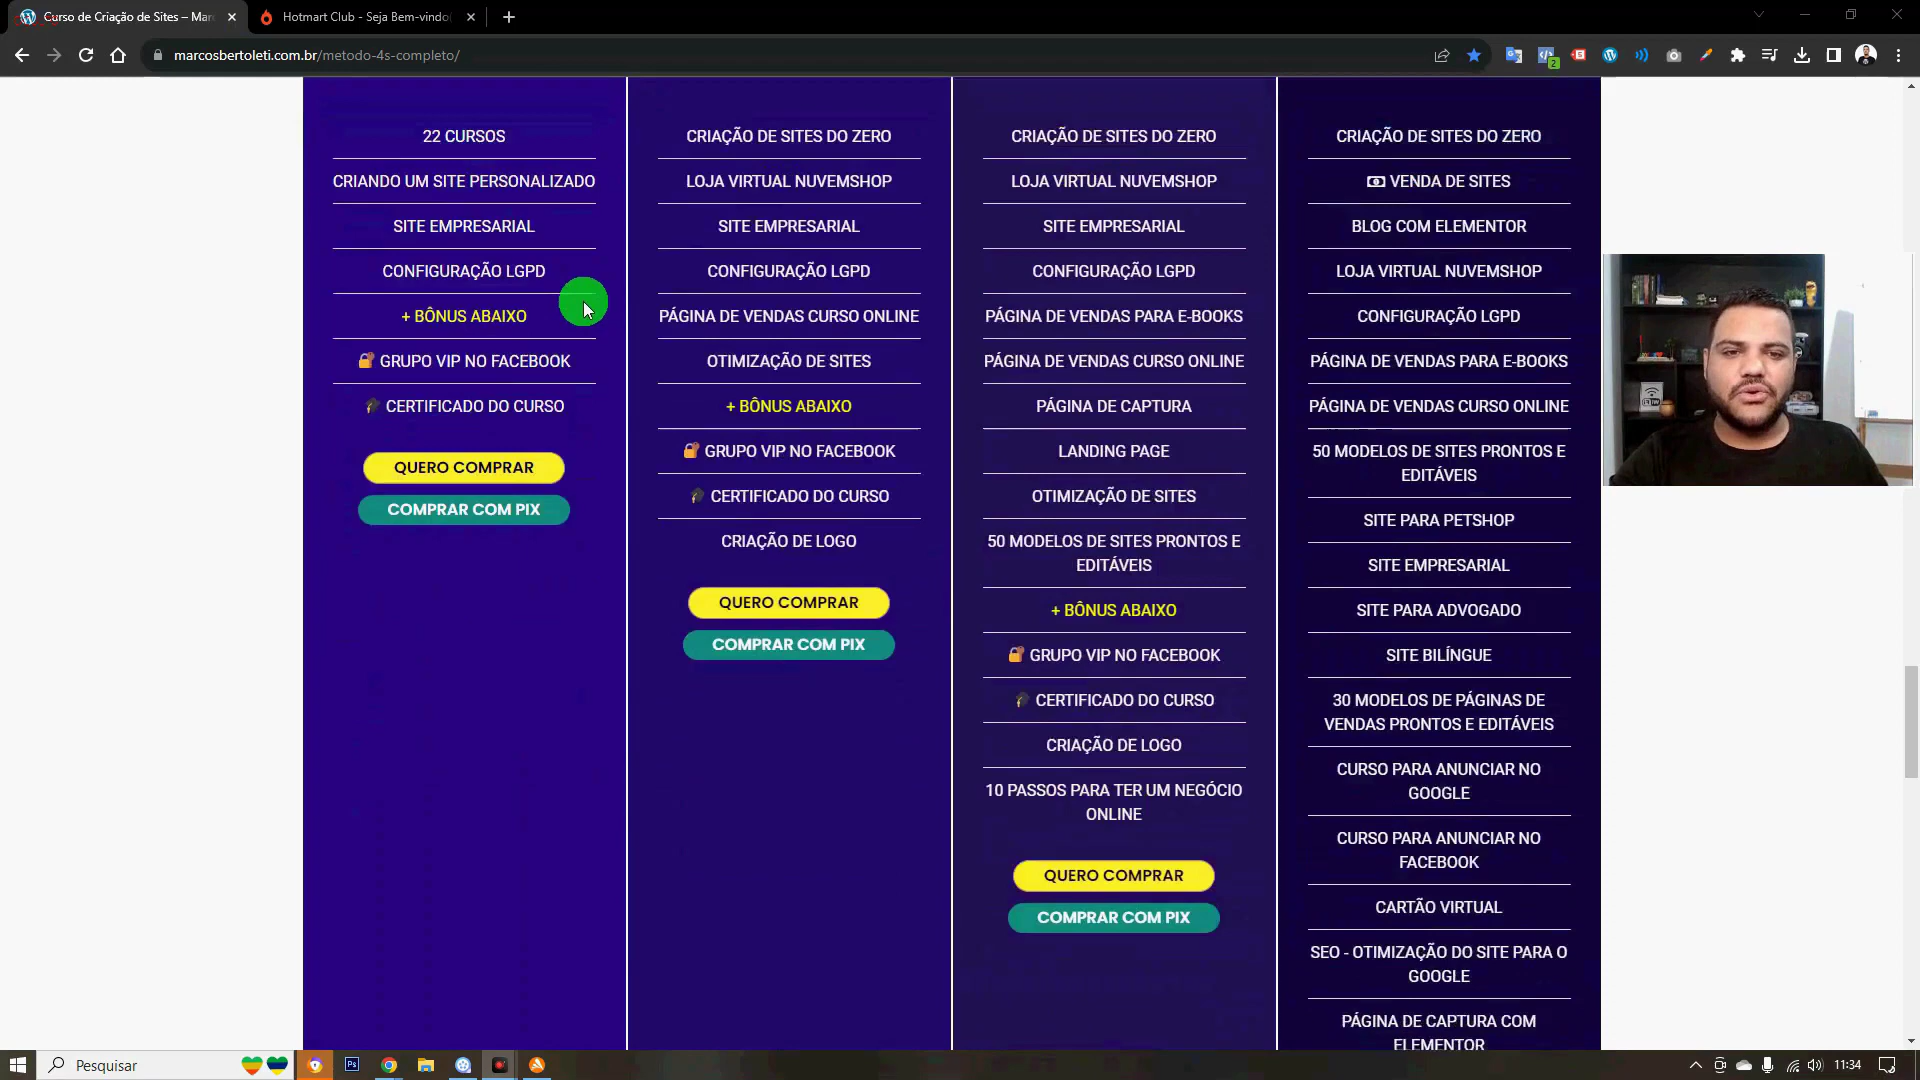 Curso de Criação de Sites – Mar
Hotmart Club - Seja Bem-vindo(
marcosbertoleti.com.br/metodo-4s-completo/
2
22 CURSOS
CRIANDO UM SITE PERSONALIZADO
SITE EMPRESARIAL
CONFIGURAÇÃO LGPD
+ BÔNUS ABAIXO
GRUPO VIP NO FACEBOOK
CERTIFICADO DO CURSO
QUERO COMPRAR
COMPRAR COM PIX
CRIAÇÃO DE SITES DO ZERO
LOJA VIRTUAL NUVEMSHOP
SITE EMPRESARIAL
CONFIGURAÇÃO LGPD
PÁGINA DE VENDAS CURSO ONLINE
OTIMIZAÇÃO DE SITES
+ BÔNUS ABAIXO
GRUPO VIP NO FACEBOOK
CERTIFICADO DO CURSO
CRIAÇÃO DE LOGO
QUERO COMPRAR
COMPRAR COM PIX
CRIAÇÃO DE SITES DO ZERO
LOJA VIRTUAL NUVEMSHOP
SITE EMPRESARIAL
CONFIGURAÇÃO LGPD
PÁGINA DE VENDAS PARA E-BOOKS
PÁGINA DE VENDAS CURSO ONLINE
PÁGINA DE CAPTURA
LANDING PAGE
OTIMIZAÇÃO DE SITES
50 MODELOS DE SITES PRONTOS E
EDITÁVEIS
+ BÔNUS ABAIXO
GRUPO VIP NO FACEBOOK
CERTIFICADO DO CURSO
CRIAÇÃO DE LOGO
10 PASSOS PARA TER UM NEGÓCIO
ONLINE
QUERO COMPRAR
COMPRAR COM PIX
CRIAÇÃO DE SITES DO ZERO
VENDA DE SITES
BLOG COM ELEMENTOR
LOJA VIRTUAL NUVEMSHOP
CONFIGURAÇÃO LGPD
PÁGINA DE VENDAS PARA E-BOOKS
PÁGINA DE VENDAS CURSO ONLINE
50 MODELOS DE SITES PRONTOS E
EDITÁVEIS
SITE PARA PETSHOP
SITE EMPRESARIAL
SITE PARA ADVOGADO
SITE BILÍNGUE
30 MODELOS DE PÁGINAS DE
VENDAS PRONTOS E EDITÁVEIS
CURSO PARA ANUNCIAR NO
GOOGLE
CURSO PARA ANUNCIAR NO
FACEBOOK
CARTÃO VIRTUAL
SEO - OTIMIZAÇÃO DO SITE PARA O
GOOGLE
PÁGINA DE CAPTURA COM
ELEMENTOR
Pesquisar
Ps
11:34